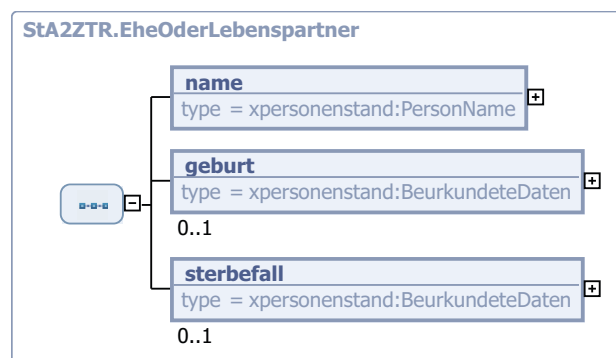 StA2ZTR.EheOderLebenspartner
name
type = xpersonenstand:PersonName
geburt
type = xpersonenstand:BeurkundeteDaten
0..1
sterbefall
type = xpersonenstand:BeurkundeteDaten
0..1